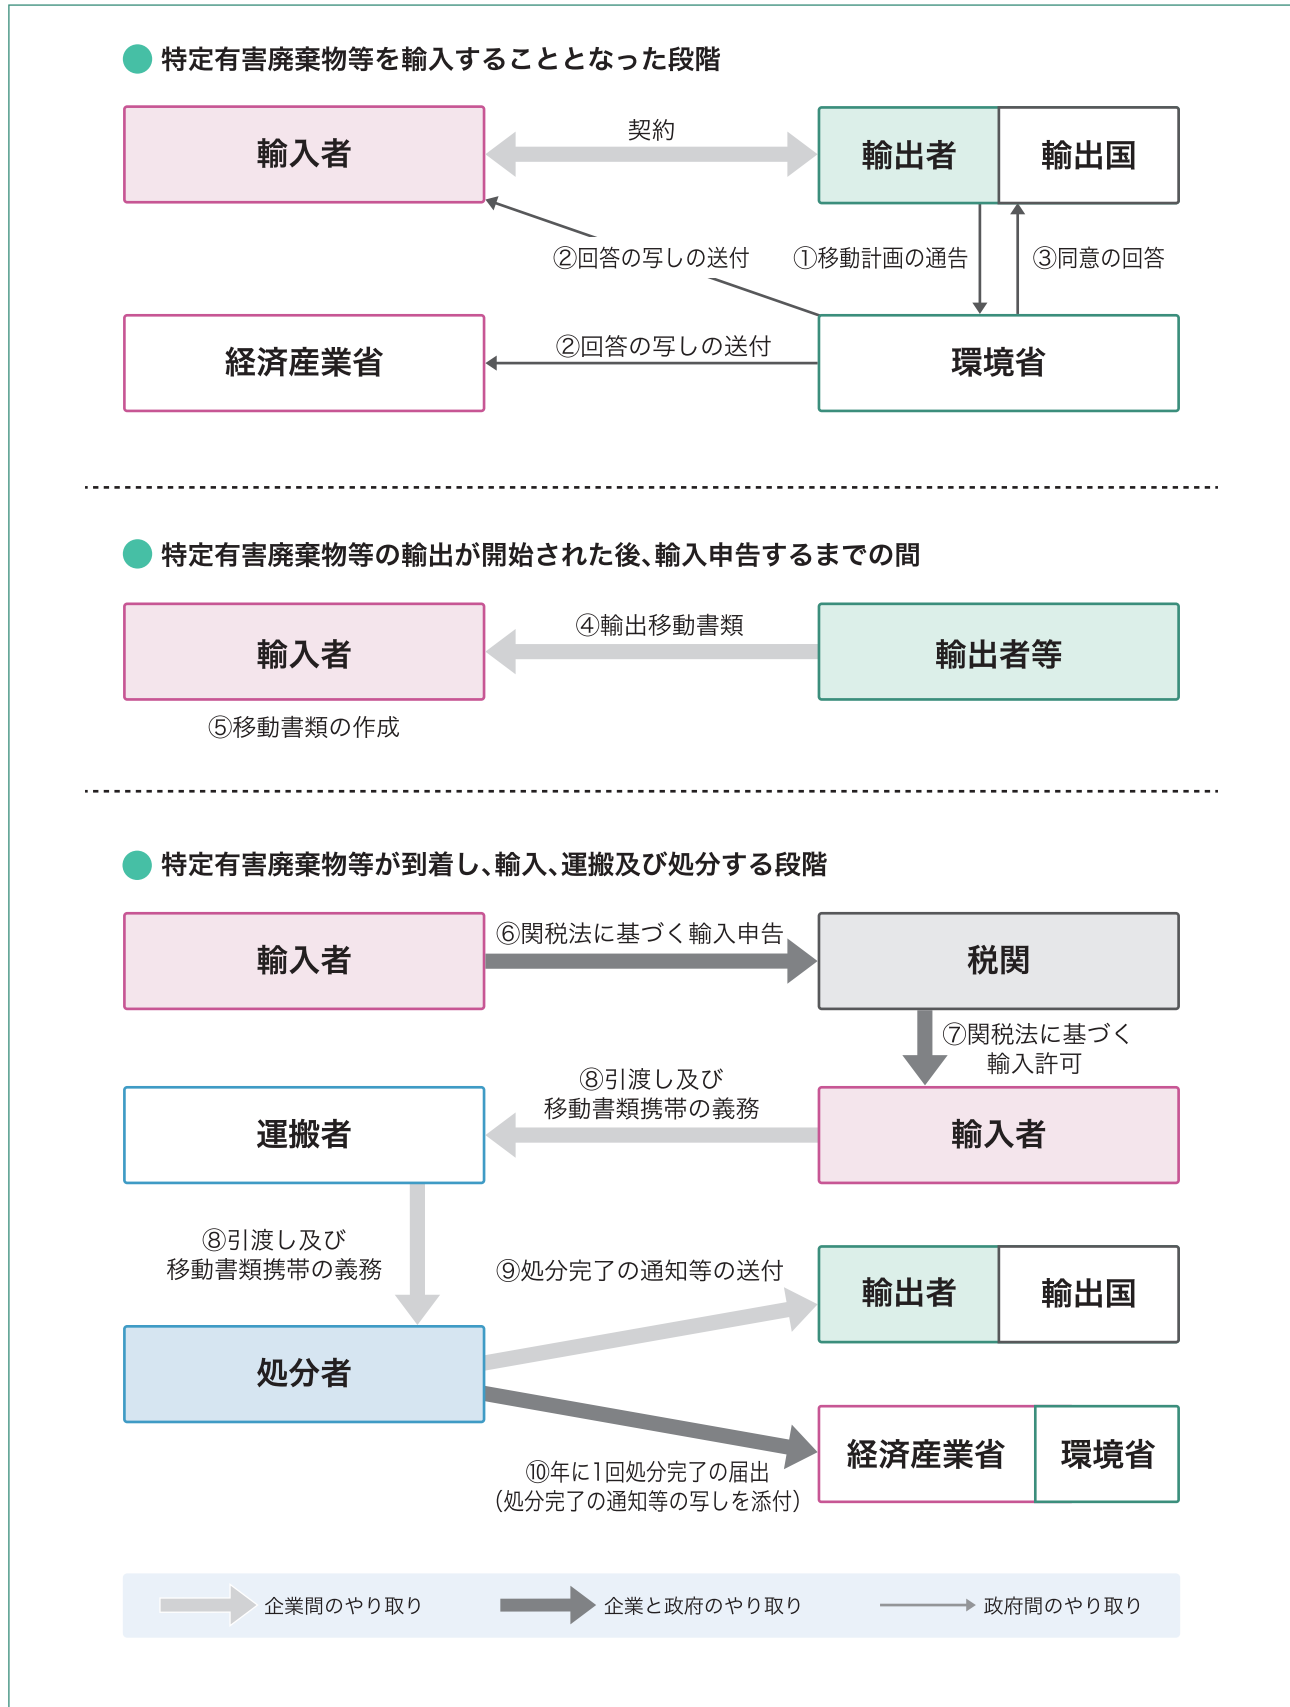 特定有害廃棄物等を輸入することとなった段階
輸入者
契約
輸出者
輸出国
②回答の写しの送付
①移動計画の通告
③同意の回答
経済産業省
②回答の写しの送付
環境省
特定有害廃棄物等の輸出が開始された後、輸入申告するまでの間
輸入者
④輸出移動書類
輸出者等
⑤移動書類の作成
特定有害廃棄物等が到着し、輸入、運搬及び処分する段階
輸入者
⑥関税法に基づく輸入申告
税関
⑦関税法に基づく
輸入許可
運搬者
⑧引渡し及び
移動書類携帯の義務
輸入者
⑧引渡し及び
移動書類携帯の義務
⑨処分完了の通知等の送付
輸出者
輸出国
処分者
経済産業省
環境省
⑩年に1回処分完了の届出
（処分完了の通知等の写しを添付）
企業間のやり取り
企業と政府のやり取り
政府間のやり取り